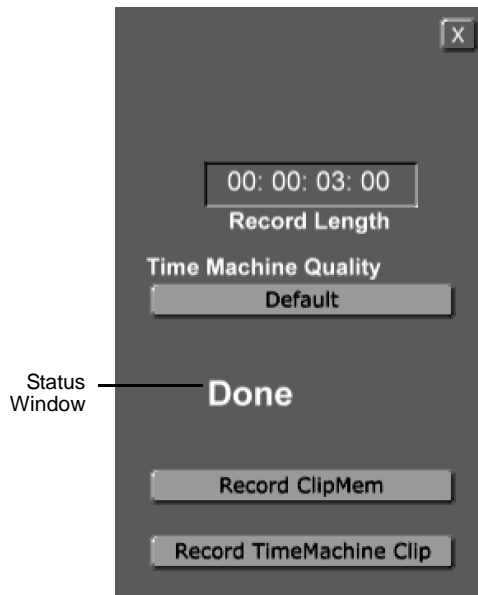 X
00: 00: 03: 00
Record Length
Time Machine Quality
Default
Status
Window
Done
Record ClipMem
Record TimeMachine Clip